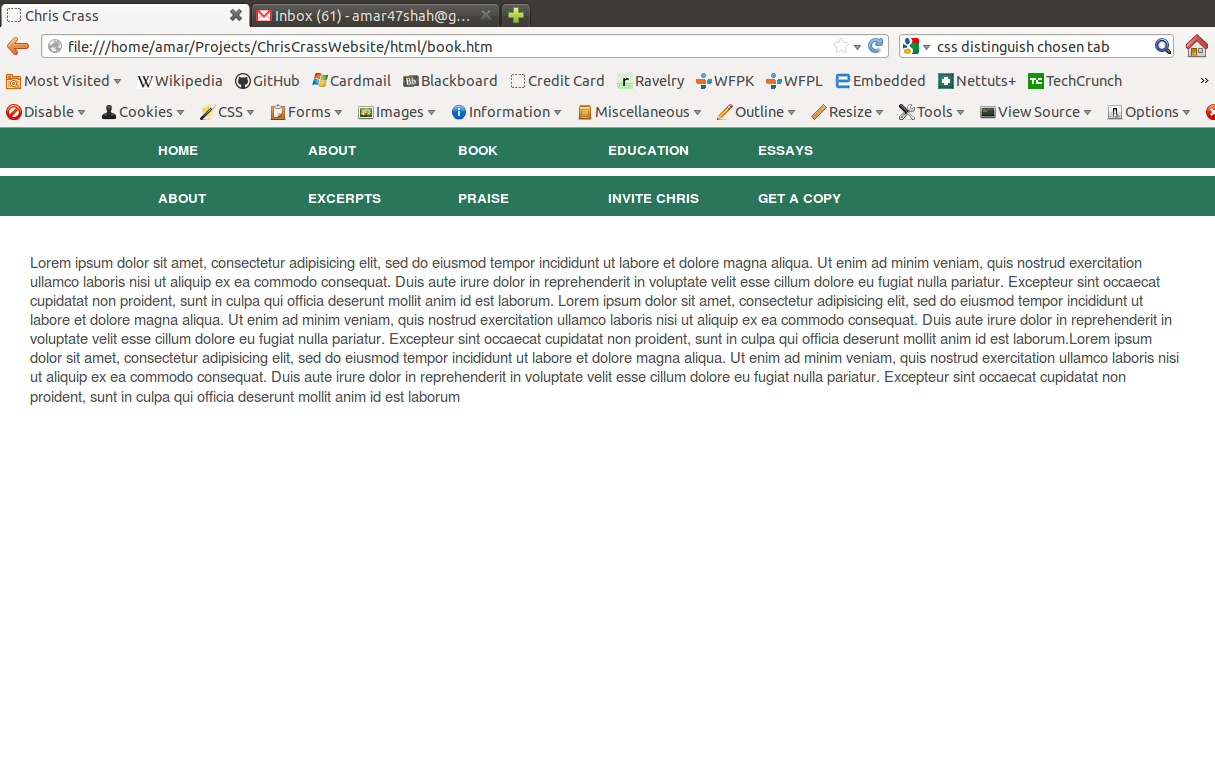 Chris Crass
Inbox (61) - amar47shah@g...
file:///home/amar/Projects/ChrisCrassWebsite/html/book.htm
css distinguish chosen tab
Most Visited Wikipedia GitHub Cardmail Blackboard Credit Card Ravelry WFPK WFPL Embedded Nettuts+ TechCrunch »
Disable Cookies CSS Forms Images Information Miscellaneous Outline Resize Tools View Source Options
HOME ABOUT BOOK EDUCATION ESSAYS
ABOUT EXCERPTS PRAISE INVITE CHRIS GET A COPY
Lorem ipsum dolor sit amet, consectetur adipisicing elit, sed do eiusmod tempor incididunt ut labore et dolore magna aliqua. Ut enim ad minim veniam, quis nostrud exercitation
ullamco laboris nisi ut aliquip ex ea commodo consequat. Duis aute irure dolor in reprehenderit in voluptate velit esse cillum dolore eu fugiat nulla pariatur. Excepteur sint occaecat
cupidatat non proident, sunt in culpa qui officia deserunt mollit anim id est laborum. Lorem ipsum dolor sit amet, consectetur adipisicing elit, sed do eiusmod tempor incididunt ut
labore et dolore magna aliqua. Ut enim ad minim veniam, quis nostrud exercitation ullamco laboris nisi ut aliquip ex ea commodo consequat. Duis aute irure dolor in reprehenderit in
voluptate velit esse cillum dolore eu fugiat nulla pariatur. Excepteur sint occaecat cupidatat non proident, sunt in culpa qui officia deserunt mollit anim id est laborum.Lorem ipsum
dolor sit amet, consectetur adipisicing elit, sed do eiusmod tempor incididunt ut labore et dolore magna aliqua. Ut enim ad minim veniam, quis nostrud exercitation ullamco laboris nisi
ut aliquip ex ea commodo consequat. Duis aute irure dolor in reprehenderit in voluptate velit esse cillum dolore eu fugiat nulla pariatur. Excepteur sint occaecat cupidatat non
proident, sunt in culpa qui officia deserunt mollit anim id est laborum